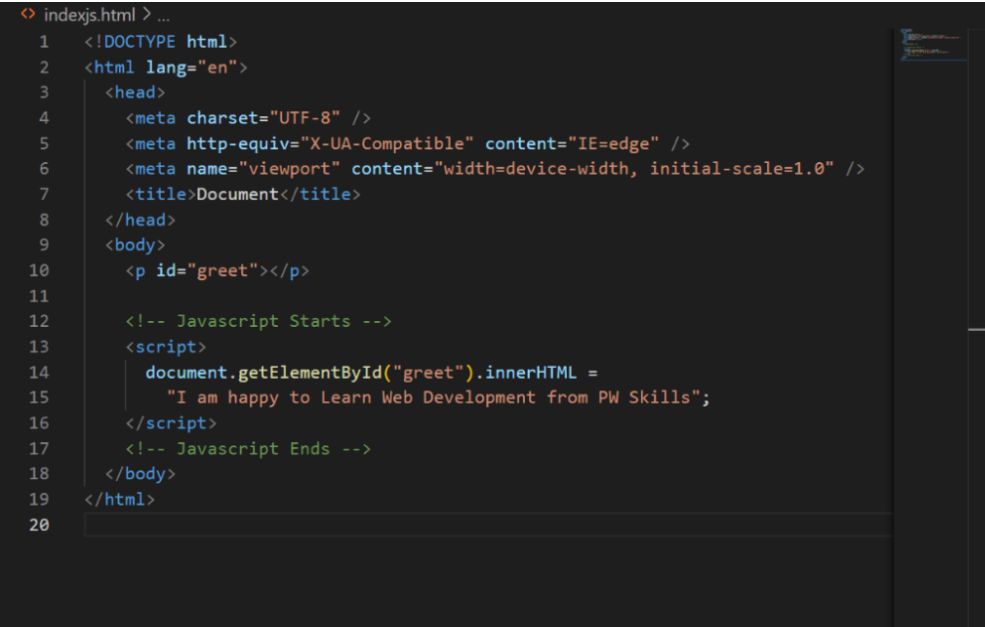 indexjs.html > ...
1 <!DOCTYPE html>
2 <html lang="en">
3 <head>
4 <meta charset="UTF-8" />
5 <meta http-equiv="X-UA-Compatible" content="IE=edge" />
6 <meta name="viewport" content="width=device-width, initial-scale=1.0" />
7 <title>Document</title>
8 </head>
9 <body>
10 <p id="greet"></p>
11
12 <!-- Javascript Starts -->
13 <script>
14 document.getElementById("greet").innerHTML =
15 "I am happy to Learn Web Development from PW Skills";
16 </script>
17 <!-- Javascript Ends -->
18 </body>
19 </html>
20